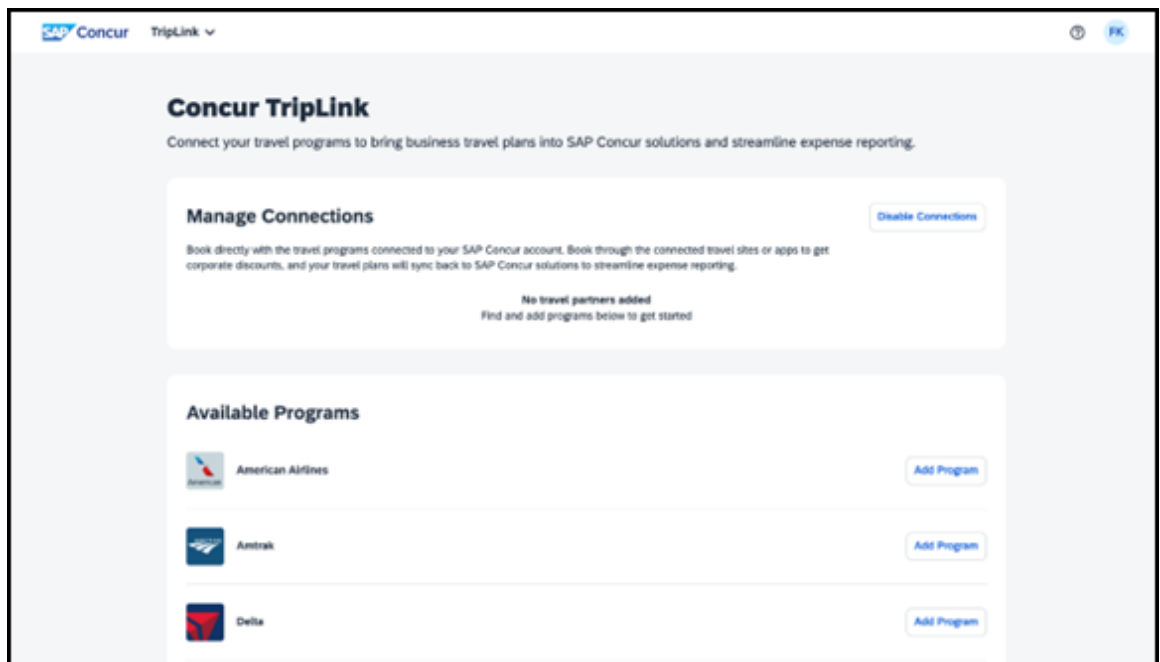 SAP Concur TripLink FK
Concur TripLink
Connect your travel programs to bring business travel plans into SAP Concur solutions and streamline expense reporting.
Manage Connections
Disable Connections
Book directly with the travel programs connected to your SAP Concur account. Book through the connected travel sites or apps to get
corporate discounts, and your travel plans will sync back to SAP Concur solutions to streamline expense reporting.
No travel partners added
Find and add programs below to get started
Available Programs
American
American Airlines
Add Program
Amtrak
Add Program
Delta
Add Program